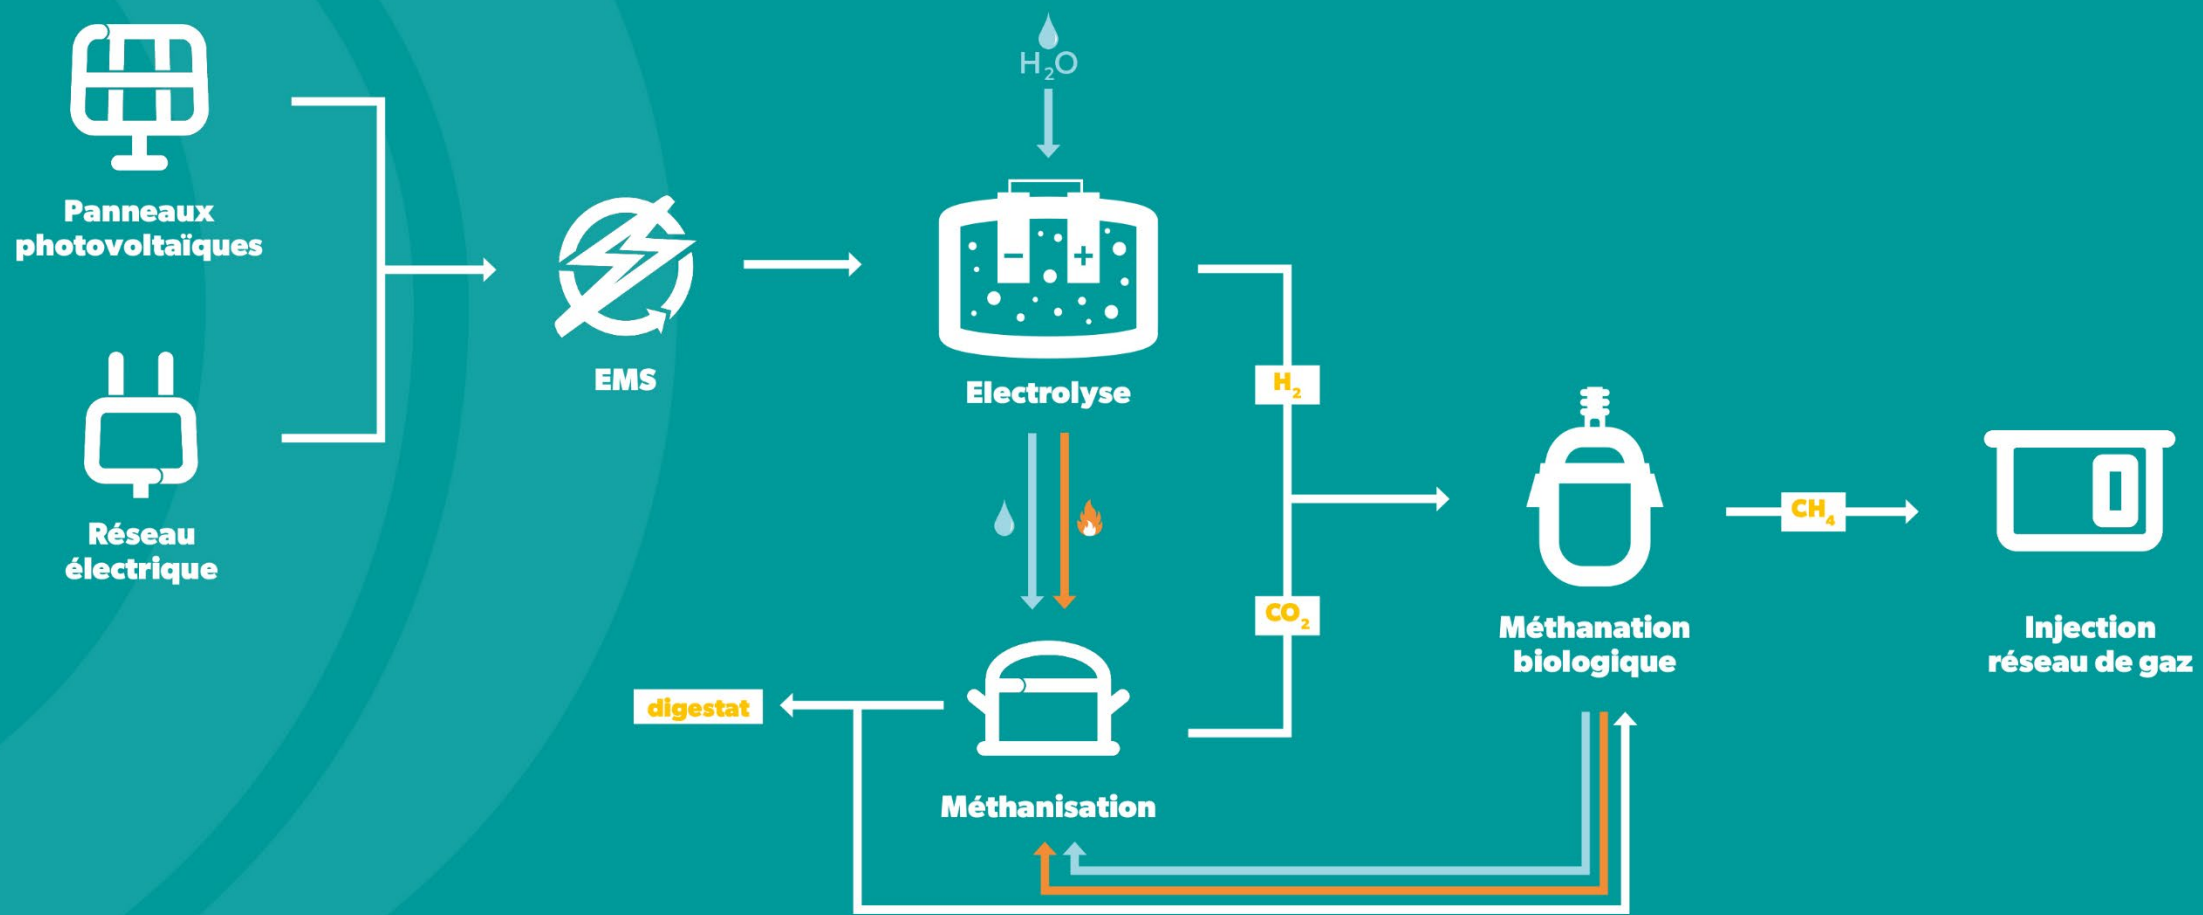 H₂O
Panneaux
photovoltaïques
EMS
Electrolyse
H₂
Réseau
électrique
CH₄
CO₂
Méthanation
biologique
Injection
réseau de gaz
digestat
Méthanisation